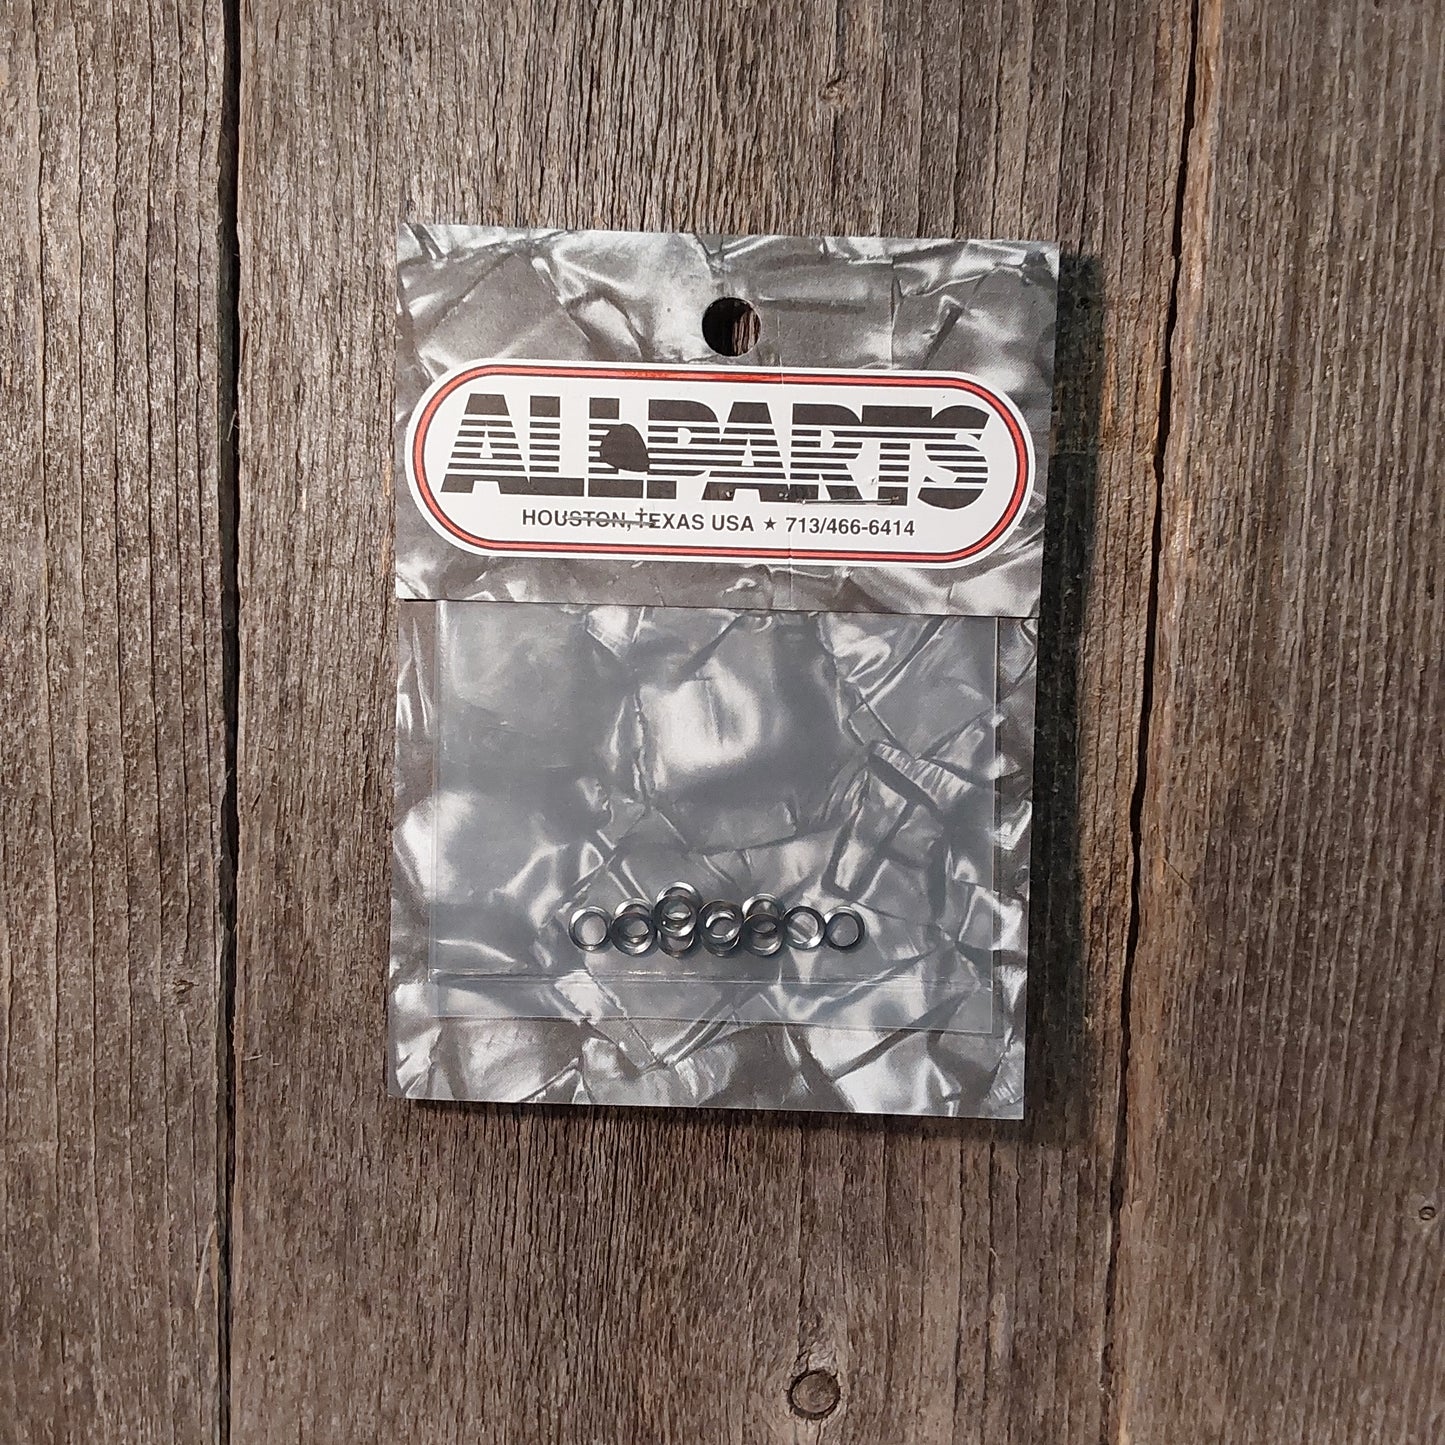 ALLPARTS
HOUSTON, TEXAS USA ★ 713/466-6414